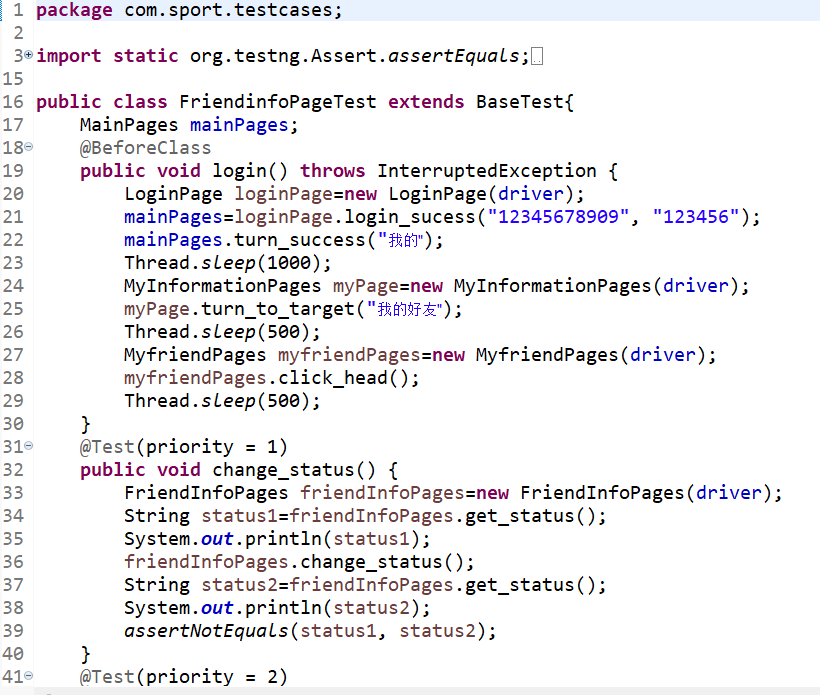 1 package com.sport.testcases;
2
3 import static org.testng.Assert.assertEquals;
15
16 public class FriendinfoPageTest extends BaseTest{
17 MainPages mainPages;
18 @BeforeClass
19 public void login() throws InterruptedException {
20 LoginPage loginPage=new LoginPage(driver);
21 mainPages=loginPage.login_sucess("12345678909", "123456");
22 mainPages.turn_success("我的");
23 Thread.sleep(1000);
24 MyInformationPages myPage=new MyInformationPages(driver);
25 myPage.turn_to_target("我的好友");
26 Thread.sleep(500);
27 MyfriendPages myfriendPages=new MyfriendPages(driver);
28 myfriendPages.click_head();
29 Thread.sleep(500);
30 }
31 @Test(priority = 1)
32 public void change_status() {
33 FriendInfoPages friendInfoPages=new FriendInfoPages(driver);
34 String status1=friendInfoPages.get_status();
35 System.out.println(status1);
36 friendInfoPages.change_status();
37 String status2=friendInfoPages.get_status();
38 System.out.println(status2);
39 assertNotEquals(status1, status2);
40 }
41 @Test(priority = 2)